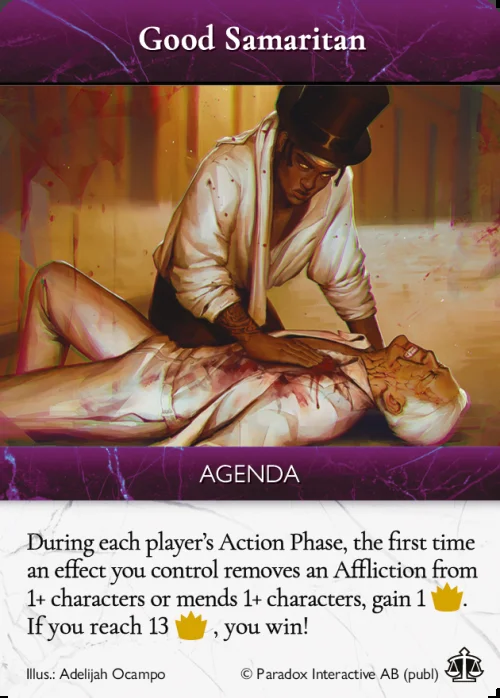 Good Samaritan
AGENDA
During each player's Action Phase, the first time
an effect you control removes an Affliction from
1+ characters or mends 1+ characters, gain 1 .
If you reach 13 , you win!
Illus.: Adelijah Ocampo © Paradox Interactive AB (publ)